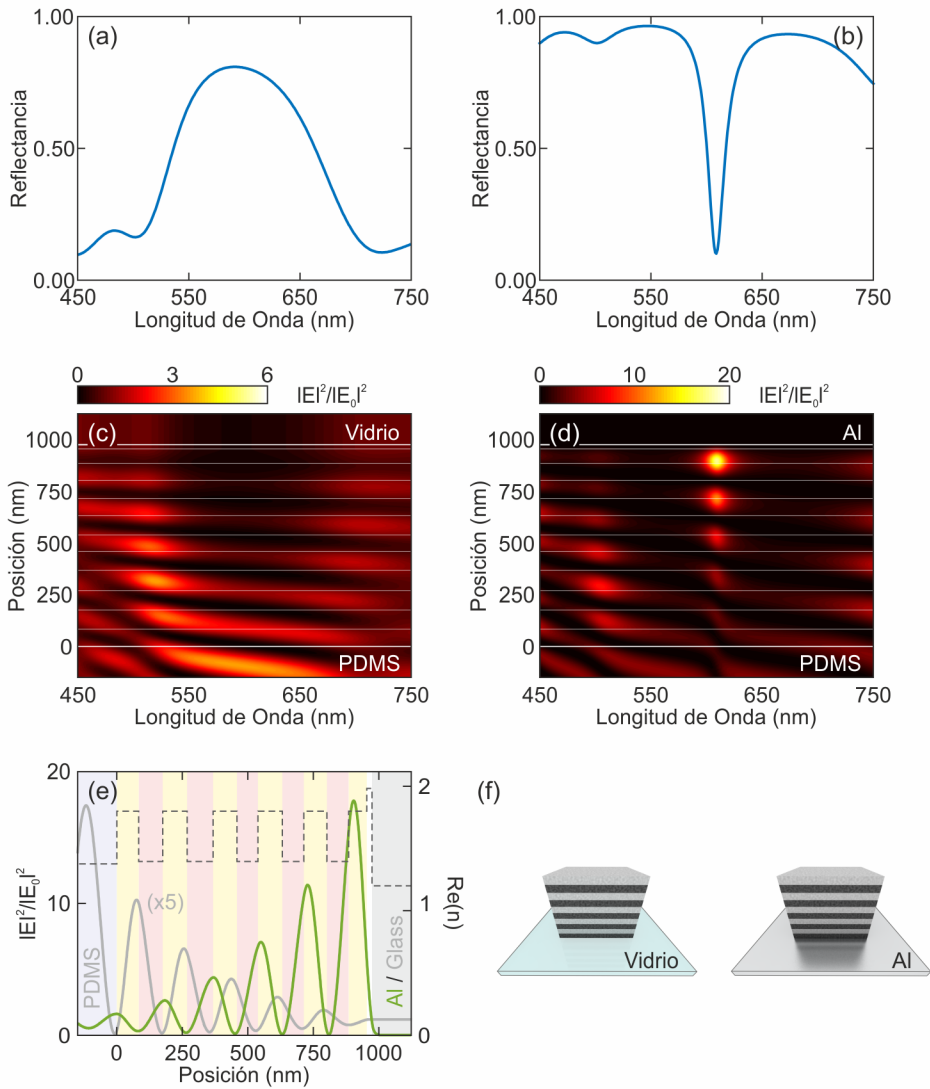 (a)
1.00
0.50
0.00
Reflectancia
450 550 650 750
Longitud de Onda (nm)
(b)
1.00
0.50
0.00
Reflectancia
450 550 650 750
Longitud de Onda (nm)
0 3 6
|E|²/|E₀|²
(c)
Vidrio
1000
750
500
250
0
Posición (nm)
PDMS
450 550 650 750
Longitud de Onda (nm)
0 10 20
|E|²/|E₀|²
(d)
Al
1000
750
500
250
0
Posición (nm)
PDMS
450 550 650 750
Longitud de Onda (nm)
(e)
20
10
0
|E|²/|E₀|²
PDMS
(x5)
Al / Glass
2
1
0
Re(n)
0 250 500 750 1000
Posición (nm)
(f)
Vidrio
Al